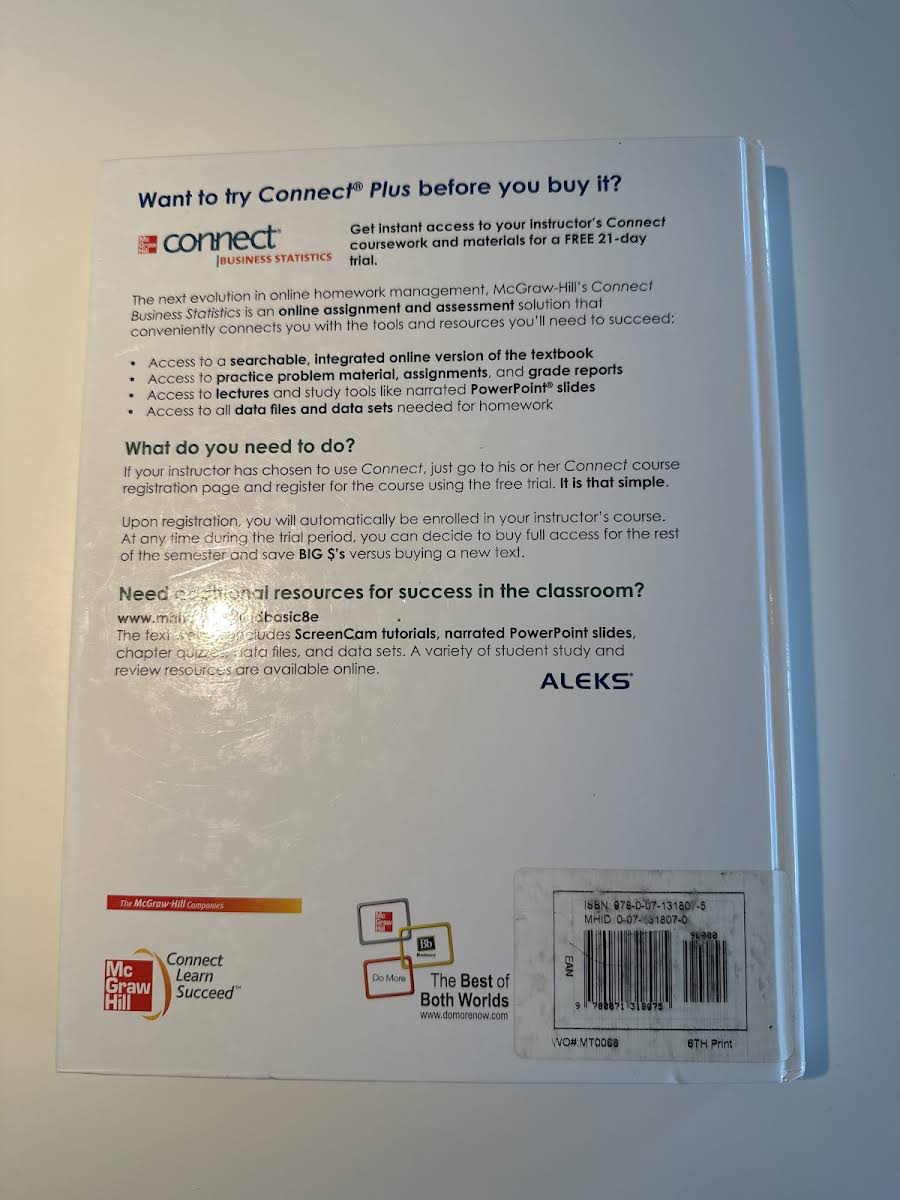 Want to try Connect® Plus before you buy it?
Mc
Graw
Hill
connect®
|BUSINESS STATISTICS
Get instant access to your instructor's Connect
coursework and materials for a FREE 21-day
trial.
The next evolution in online homework management, McGraw-Hill's Connect
Business Statistics is an online assignment and assessment solution that
conveniently connects you with the tools and resources you'll need to succeed:
• Access to a searchable, integrated online version of the textbook
• Access to practice problem material, assignments, and grade reports
• Access to lectures and study tools like narrated PowerPoint® slides
• Access to all data files and data sets needed for homework
What do you need to do?
If your instructor has chosen to use Connect, just go to his or her Connect course
registration page and register for the course using the free trial. It is that simple.
Upon registration, you will automatically be enrolled in your instructor's course.
At any time during the trial period, you can decide to buy full access for the rest
of the semester and save BIG $'s versus buying a new text.
Need additional resources for success in the classroom?
The text includes ScreenCam tutorials, narrated PowerPoint slides,
chapter quizzes, data files, and data sets. A variety of student study and
review resources are available online.
ALEKS®
The McGraw·Hill Companies
Mc
Graw
Hill
Connect
Learn
Succeed™
Mc
Graw
Hill
Bb
Blackboard
Do More
The Best of
Both Worlds
www.domorenow.com
ISBN: 978-0-07-131807-5
MHID: 0-07-131807-0
90000
EAN
9 780071 318075
WO# MT0068
6TH Print